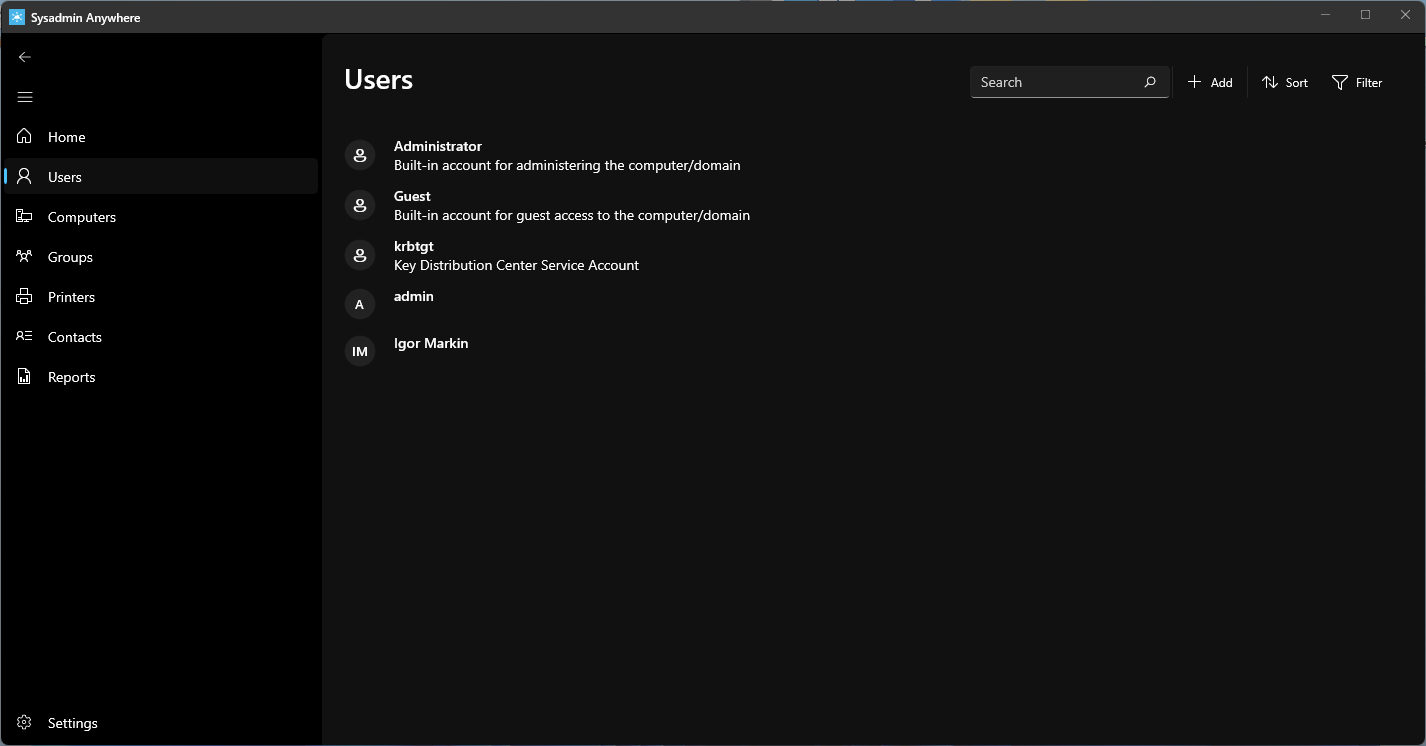 Sysadmin Anywhere
Home
Users
Computers
Groups
Printers
Contacts
Reports
Settings
Users
Search
Add
Sort
Filter
Administrator
Built-in account for administering the computer/domain
Guest
Built-in account for guest access to the computer/domain
krbtgt
Key Distribution Center Service Account
A
admin
IM
Igor Markin